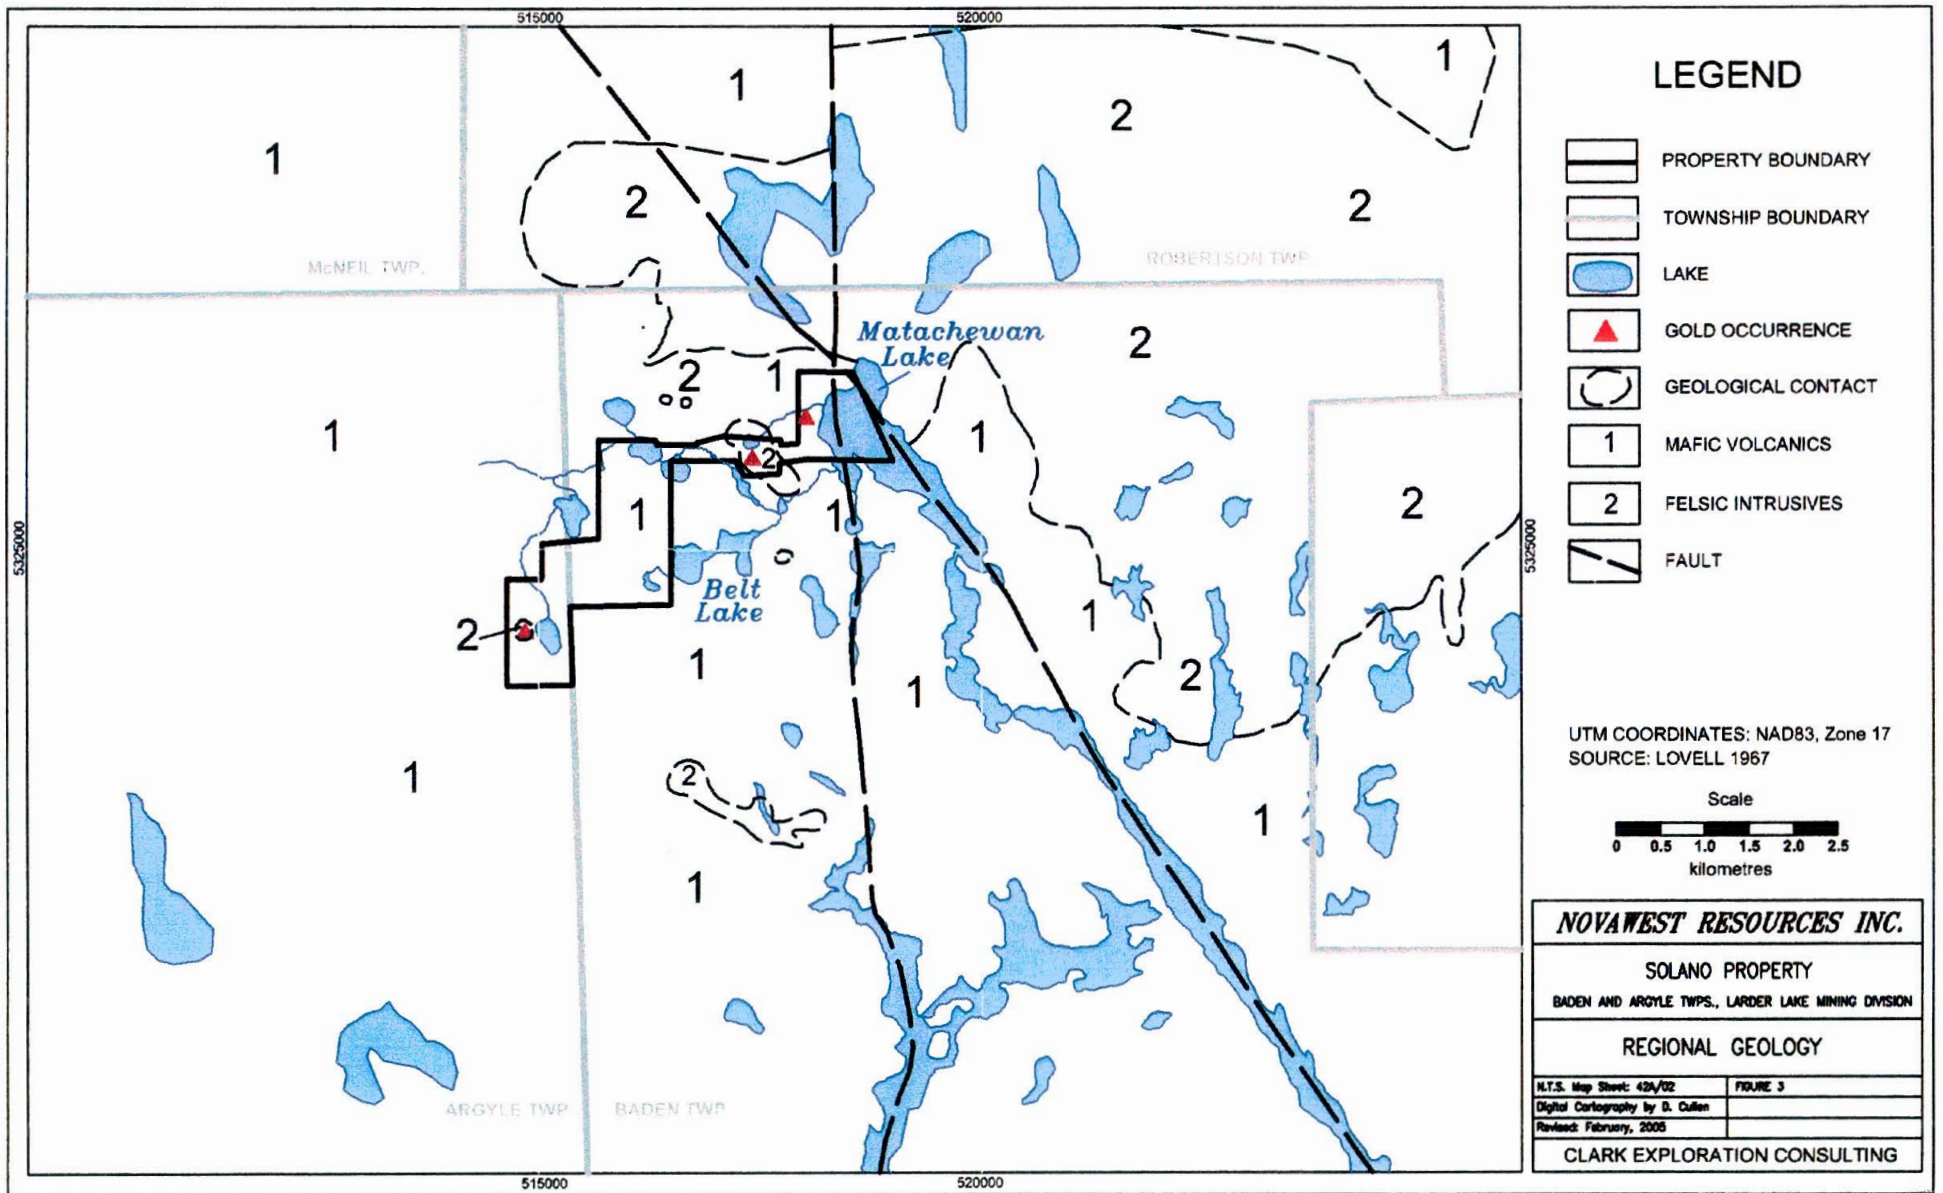 515000
520000
1
1
1
2
2
2
McNEIL TWP.
ROBERTSON TWP
Matachewan
Lake
2
2
1
1
1
2
2
1
1
5325000
5325000
Belt
Lake
1
2
1
1
2
1
2
1
1
ARGYLE TWP
BADEN TWP
515000
520000
LEGEND
PROPERTY BOUNDARY
TOWNSHIP BOUNDARY
LAKE
GOLD OCCURRENCE
GEOLOGICAL CONTACT
1 MAFIC VOLCANICS
2 FELSIC INTRUSIVES
FAULT
UTM COORDINATES: NAD83, Zone 17
SOURCE: LOVELL 1967
Scale
0 0.5 1.0 1.5 2.0 2.5
kilometres
NOVAWEST RESOURCES INC.
SOLANO PROPERTY
BADEN AND ARGYLE TWPS., LARDER LAKE MINING DIVISION
REGIONAL GEOLOGY
N.T.S. Map Sheet: 42A/02 FIGURE 3
Digital Cartography by D. Cullen
Revised: February, 2005
CLARK EXPLORATION CONSULTING